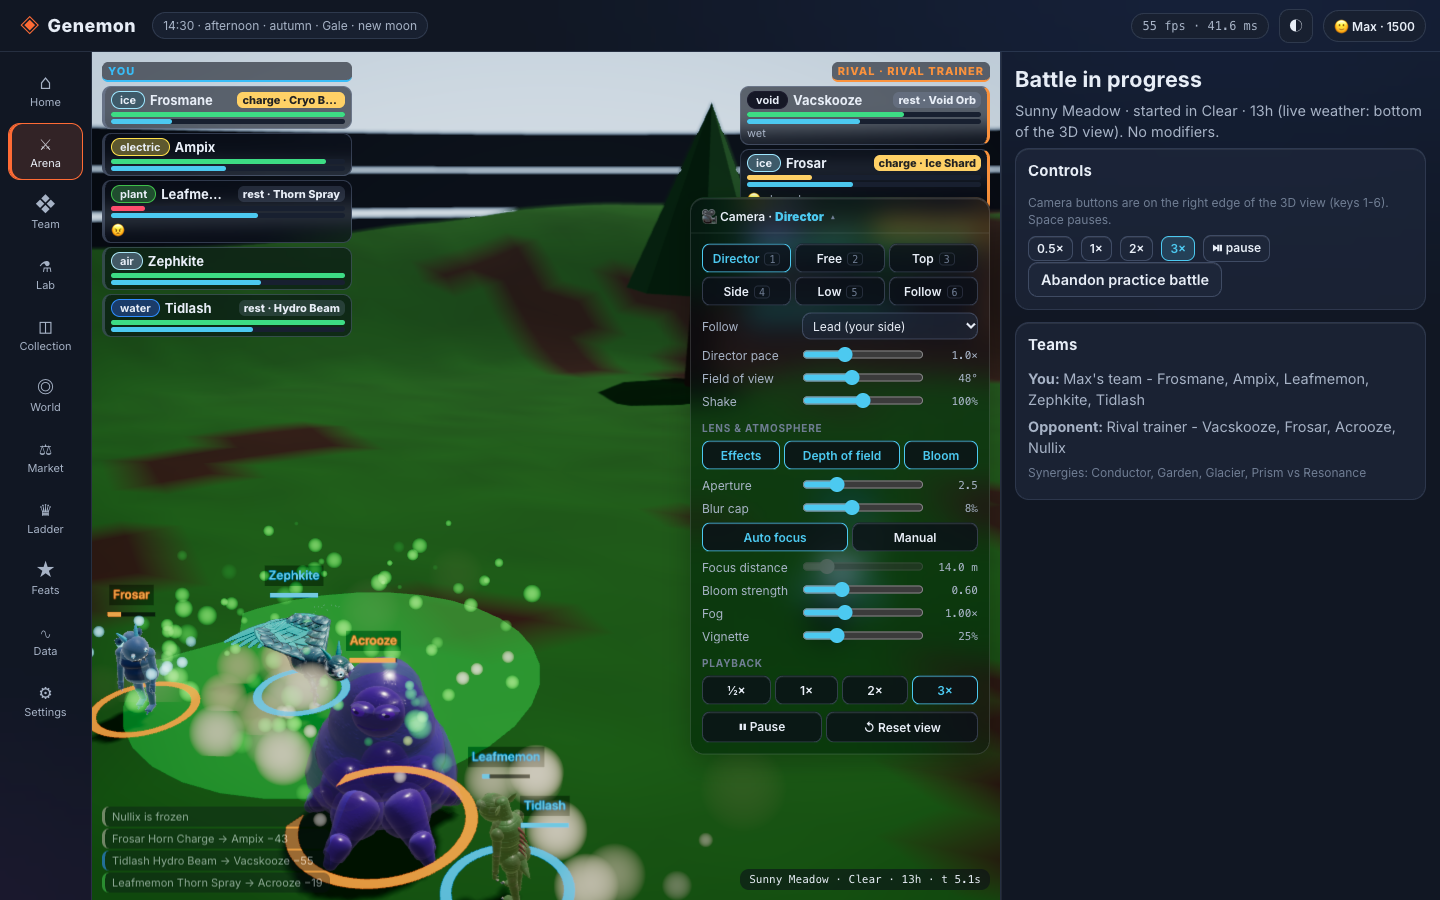 Genemon
14:30 · afternoon · autumn · Gale · new moon
55 fps · 41.6 ms
Max · 1500
Home
Arena
Team
Lab
Collection
World
Market
Ladder
Feats
Data
Settings
YOU
ice Frosmane charge · Cryo B...
electric Ampix
plant Leafme... rest · Thorn Spray
air Zephkite
water Tidlash rest · Hydro Beam
RIVAL · RIVAL TRAINER
void Vacskooze rest · Void Orb
wet
ice Frosar charge · Ice Shard
Camera · Director
Director 1 Free 2 Top 3
Side 4 Low 5 Follow 6
Follow Lead (your side)
Director pace 1.0×
Field of view 48°
Shake 100%
LENS & ATMOSPHERE
Effects Depth of field Bloom
Aperture 2.5
Blur cap 8‰
Auto focus Manual
Focus distance 14.0 m
Bloom strength 0.60
Fog 1.00×
Vignette 25%
PLAYBACK
½× 1× 2× 3×
Pause Reset view
Frosar
Zephkite
Acrooze
Leafmemon
Tidlash
Nullix is frozen
Frosar Horn Charge → Ampix −43
Tidlash Hydro Beam → Vacskooze −55
Leafmemon Thorn Spray → Acrooze −19
Sunny Meadow · Clear · 13h · t 5.1s
Battle in progress
Sunny Meadow · started in Clear · 13h (live weather: bottom
of the 3D view). No modifiers.
Controls
Camera buttons are on the right edge of the 3D view (keys 1-6).
Space pauses.
0.5× 1× 2× 3× pause
Abandon practice battle
Teams
You: Max's team - Frosmane, Ampix, Leafmemon,
Zephkite, Tidlash
Opponent: Rival trainer - Vacskooze, Frosar, Acrooze,
Nullix
Synergies: Conductor, Garden, Glacier, Prism vs Resonance